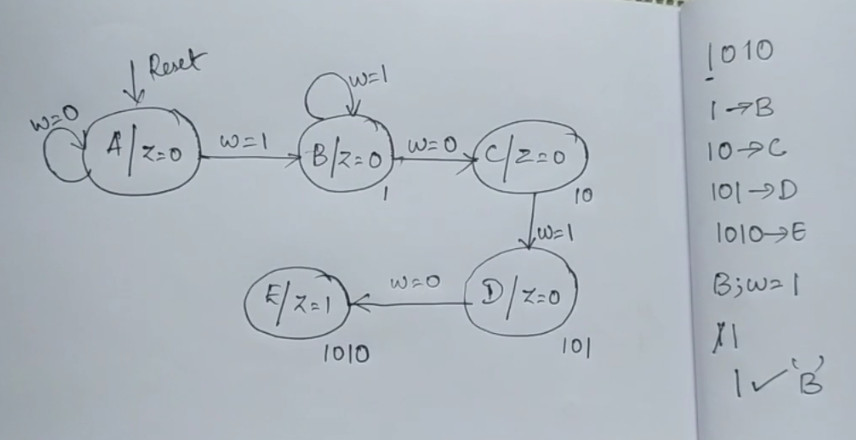 Reset
w=0
A/z=0
w=1
w=1
B/z=0
1
w=0
C/z=0
10
w=1
D/z=0
101
w=0
E/z=1
1010
1010
1→B
10→C
101→D
1010→E
B;w=1
11
1✓'B'